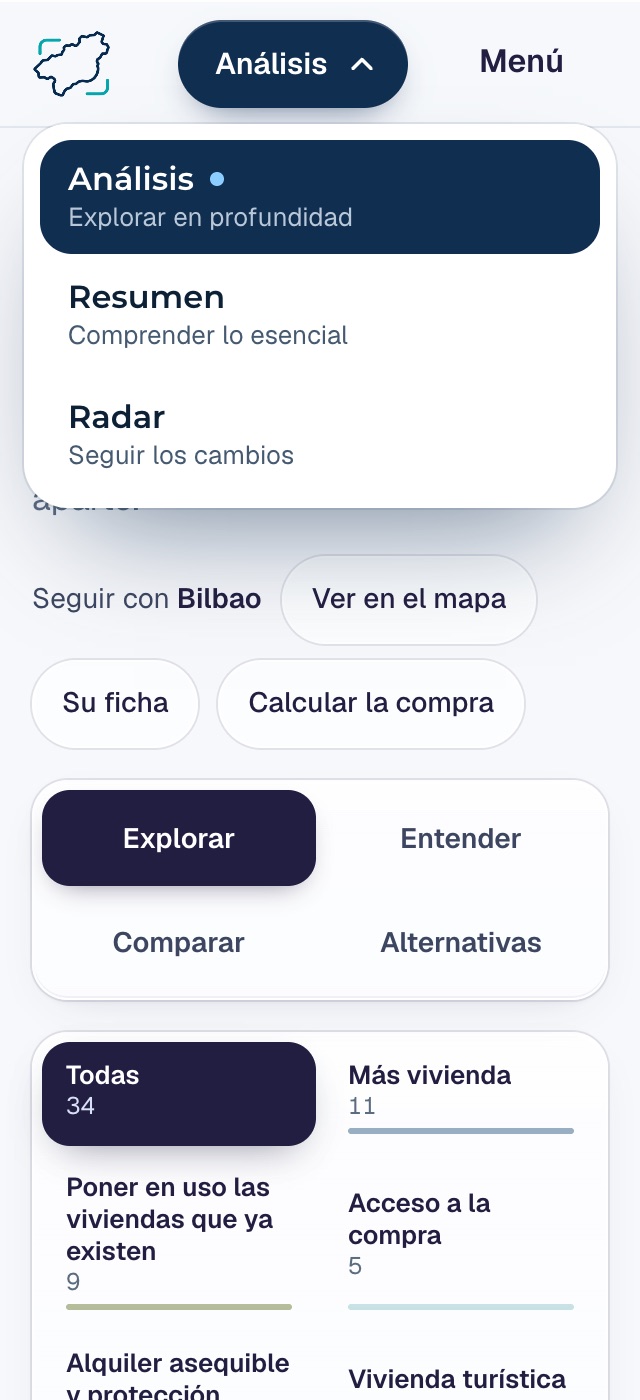 Análisis
Menú
Análisis
Explorar en profundidad
Resumen
Comprender lo esencial
Radar
Seguir los cambios
Seguir con Bilbao
Ver en el mapa
Su ficha
Calcular la compra
Explorar
Entender
Comparar
Alternativas
Todas
34
Más vivienda
11
Poner en uso las
viviendas que ya
existen
9
Acceso a la
compra
5
Alquiler asequible
y protección
Vivienda turística